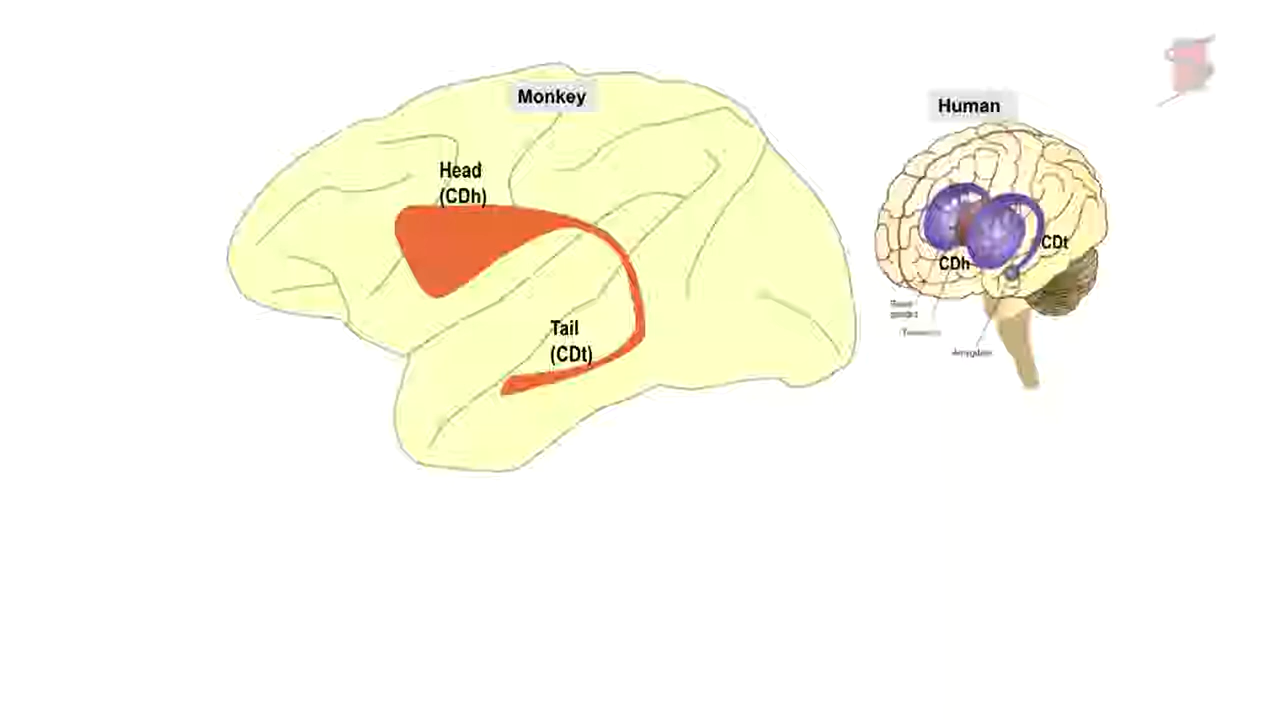 Monkey
Head
(CDh)
Tail
(CDt)
Human
CDt
CDh
Amygdala